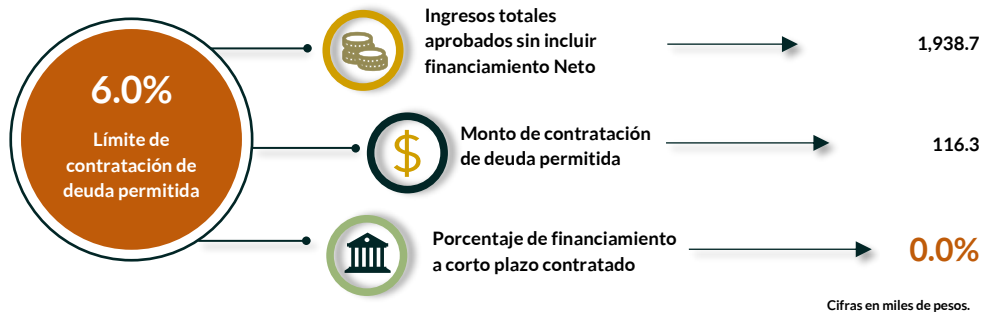 6.0%
Límite de
contratación de
deuda permitida
Ingresos totales
aprobados sin incluir
financiamiento Neto
1,938.7
$
Monto de contratación
de deuda permitida
116.3
Porcentaje de financiamiento
a corto plazo contratado
0.0%
Cifras en miles de pesos.